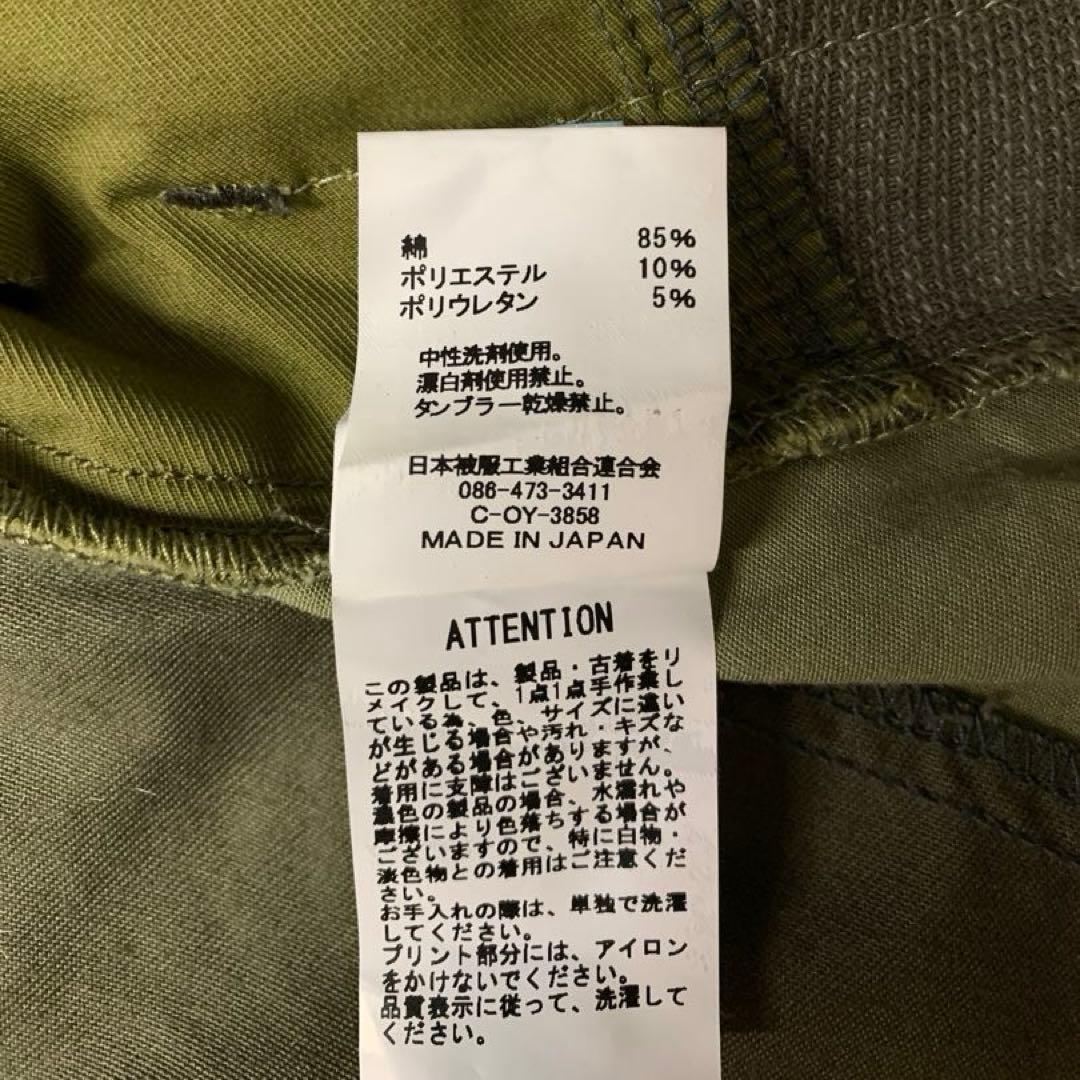 綿 85%
ポリエステル 10%
ポリウレタン 5%
中性洗剤使用。
漂白剤使用禁止。
タンブラー乾燥禁止。
日本被服工業組合連合会
086-473-3411
C-OY-3858
MADE IN JAPAN
ATTENTION
この製品は、製品・古着をリ
メイクして、1点1点手作業し
ている為、色、サイズに違い
が生じる場合や汚れ・キズな
どがある場合がありますが、
着用に支障はございません。
濃色の製品の場合、水濡れや
摩擦により色落ちする場合が
ございますので、特に白物・
淡色物との着用はご注意くだ
さい。
お手入れの際は、単独で洗濯
してください。
プリント部分には、アイロン
をかけないでください。
品質表示に従って、洗濯して
ください。